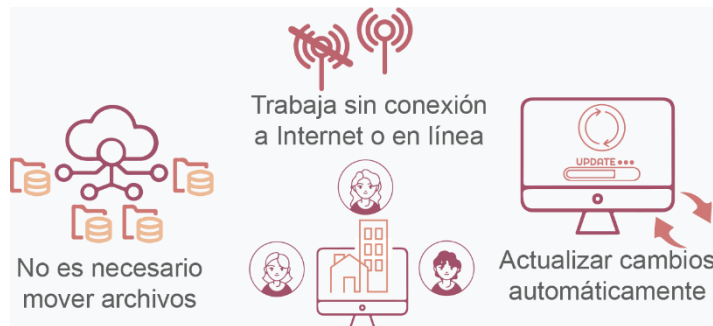 Trabaja sin conexión
a Internet o en línea
UPDATE
No es necesario
mover archivos
Actualizar cambios
automáticamente